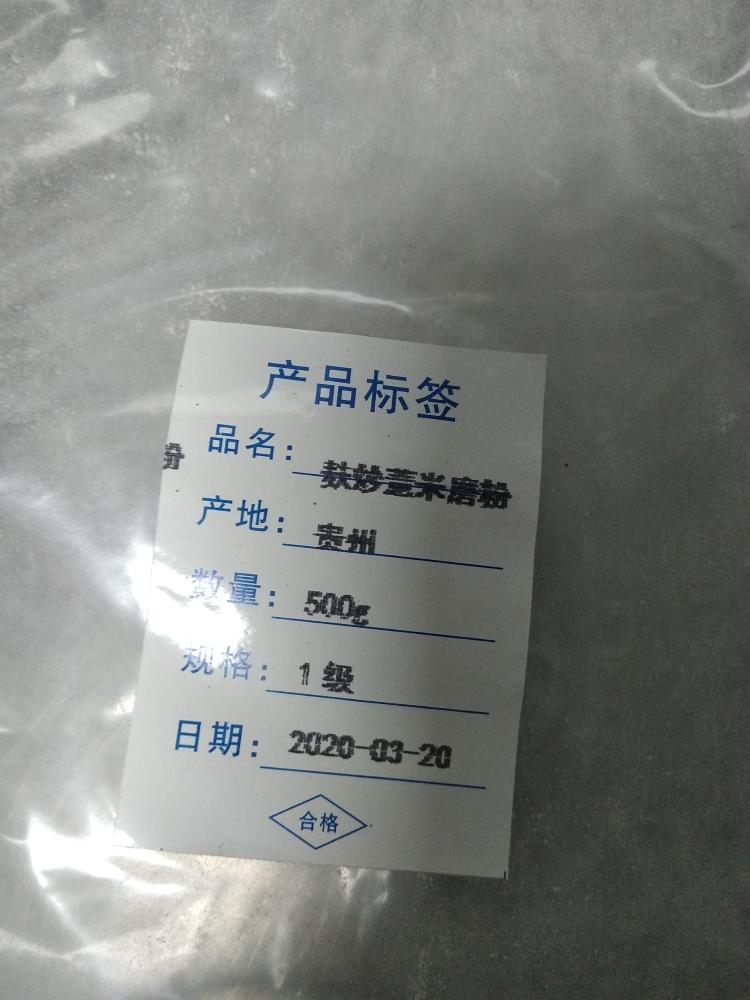 产品标签
品名: 麸炒薏米磨粉
粉
产地: 贵州
数量: 500g
规格: 1级
日期: 2020-03-20
合格